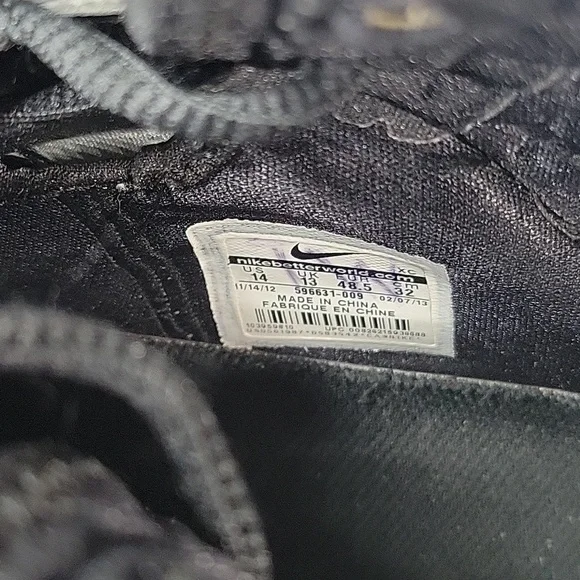 XC
nikebetterworld.com
US UK EUR cm
14 13 48.5 32
11/14/12 596631-009 02/07/13
MADE IN CHINA
FABRIQUE EN CHINE